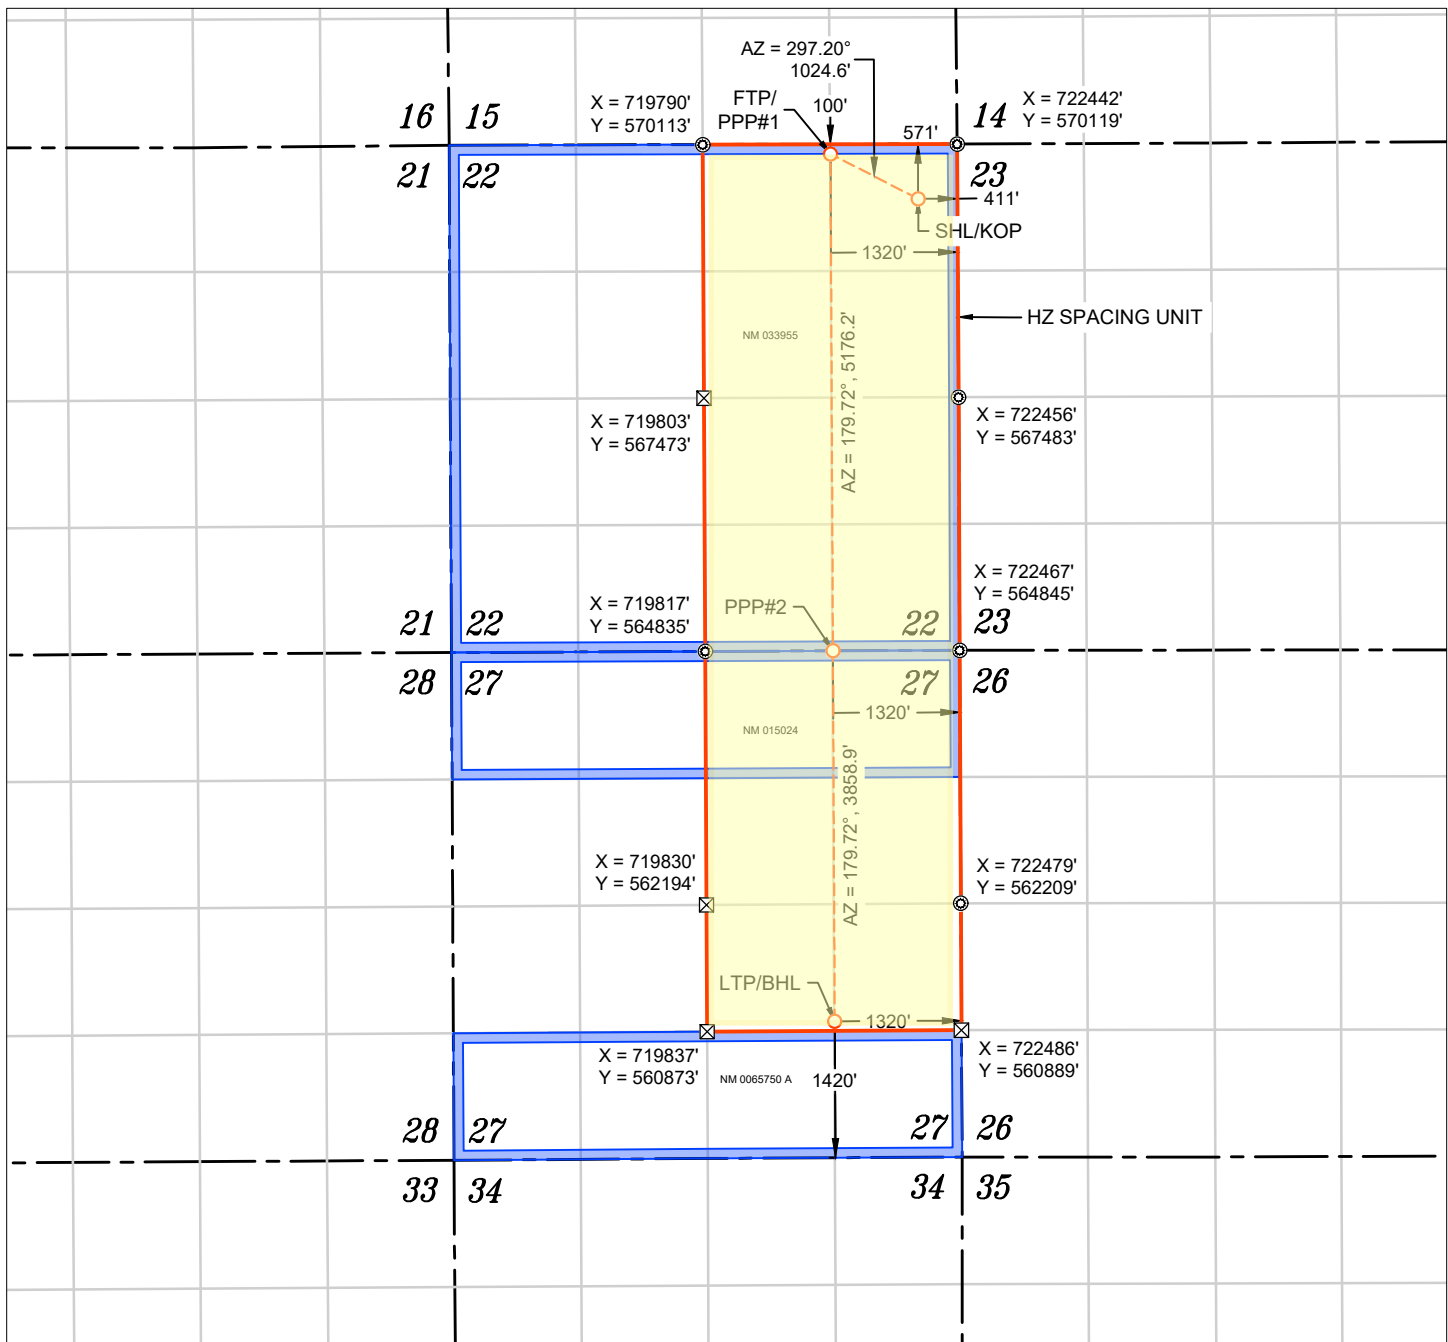 AZ = 297.20°
1024.6'
FTP/
PPP#1
100'
X = 719790'
Y = 570113'
16
15
14
X = 722442'
Y = 570119'
571'
21
22
23
411'
SHL/KOP
1320'
HZ SPACING UNIT
NM 033955
AZ = 179.72°, 5176.2'
X = 719803'
Y = 567473'
X = 722456'
Y = 567483'
X = 722467'
Y = 564845'
X = 719817'
Y = 564835'
PPP#2
21
22
22
23
28
27
27
26
1320'
NM 015024
AZ = 179.72°, 3858.9'
X = 719830'
Y = 562194'
X = 722479'
Y = 562209'
LTP/BHL
1320'
X = 719837'
Y = 560873'
NM 0065750 A
1420'
X = 722486'
Y = 560889'
28
27
27
26
33
34
34
35